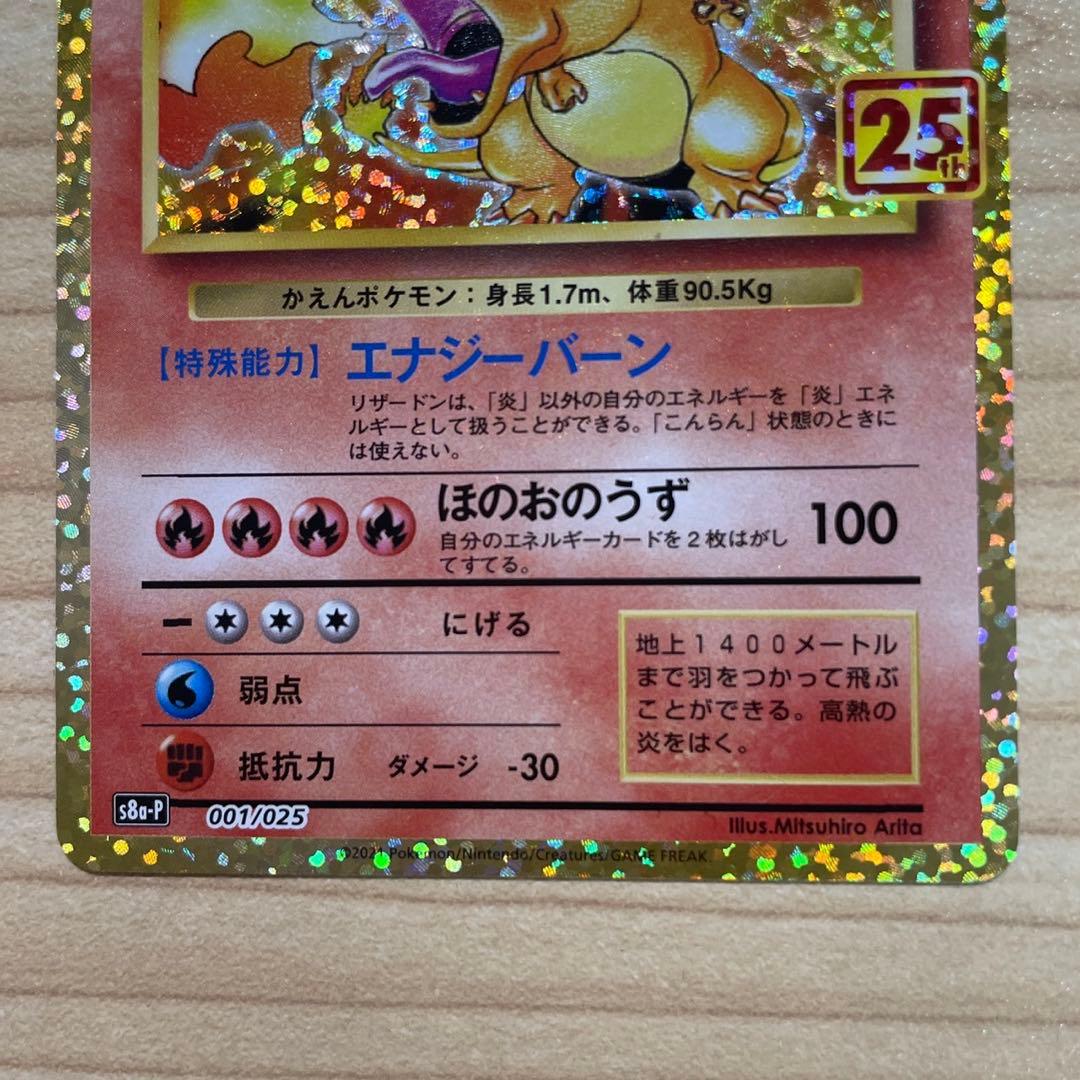 25th
かえんポケモン：身長1.7m、体重90.5Kg
【特殊能力】エナジーバーン
リザードンは、「炎」以外の自分のエネルギーを「炎」エネ
ルギーとして扱うことができる。「こんらん」状態のときに
は使えない。
ほのおのうず 100
自分のエネルギーカードを2枚はがし
てすてる。
にげる
弱点
抵抗力 ダメージ -30
地上1400メートル
まで羽をつかって飛ぶ
ことができる。高熱の
炎をはく。
s8a-P 001/025
Illus.Mitsuhiro Arita
©2021 Pokémon/Nintendo/Creatures/GAME FREAK.